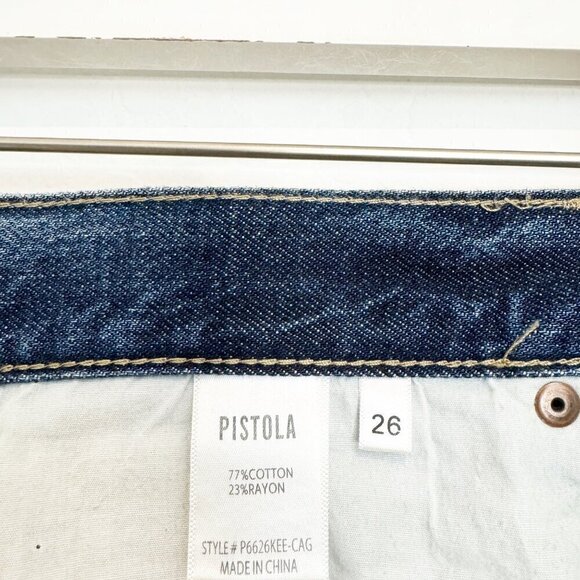 PISTOLA
26
77%COTTON
23%RAYON
STYLE# P6626KEE-CAG
MADE IN CHINA